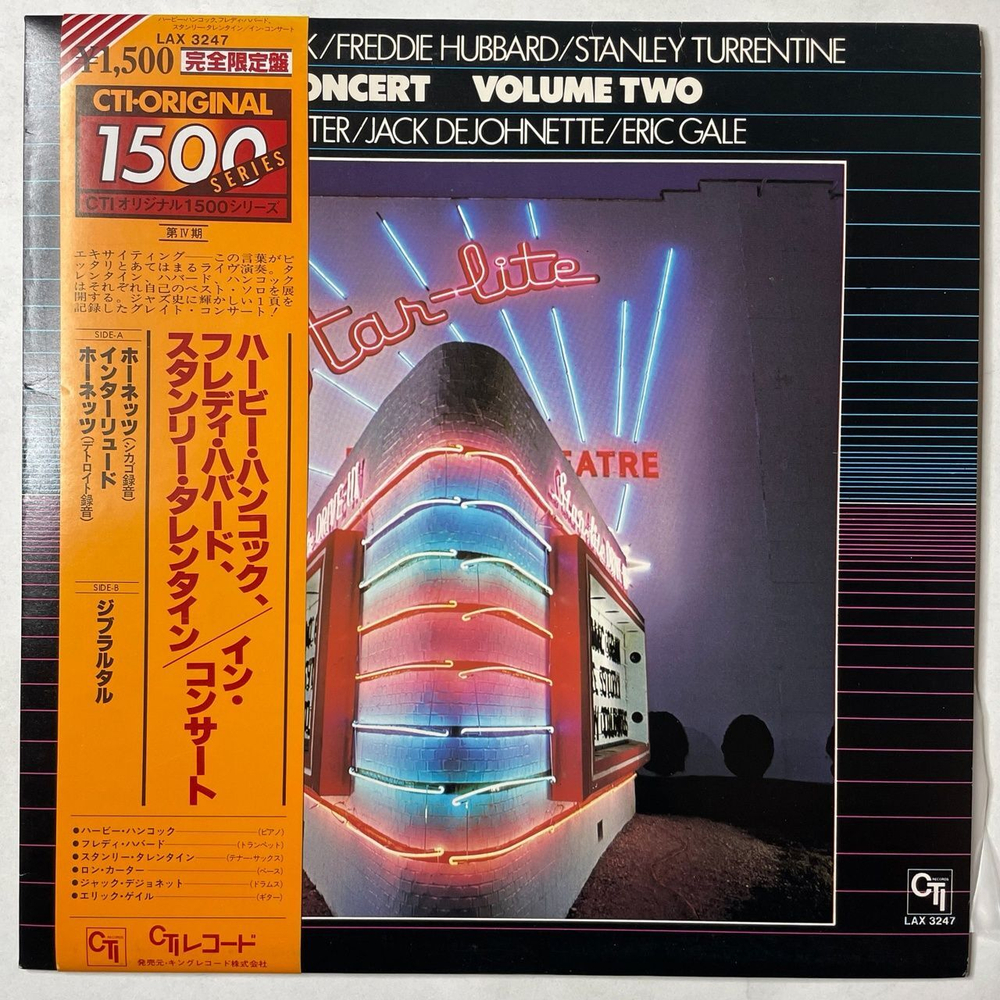 ハービー・ハンコック, フレディ・ハバード,
スタンリー・タレンタイン/イン・コンサート
LAX 3247
¥1,500 完全限定盤
CTI・ORIGINAL
1500
SERIES
CTIオリジナル1500シリーズ
第Ⅳ期
エキサイティング——この言葉がピ
ッタリとあてはまるライヴ演奏。タ
レンタイン、ハバード、ハンコック
はそれぞれ自己のベスト・ソロを展
開する。ジャズ史に輝かしい1頁を
記録したグレイト・コンサート!
ハービー・ハンコック、
フレディ・ハバード、
スタンリー・タレンタイン/
イン・
コンサート
SIDE-A
ホーネッツ(シカゴ録音)
インターリュード
ホーネッツ(デトロイト録音)
SIDE-B
ジブラルタル
●ハービー・ハンコック——(ピアノ)
●フレディ・ハバード——(トランペット)
●スタンリー・タレンタイン——(テナー・サックス)
●ロン・カーター——(ベース)
●ジャック・デジョネット——(ドラムス)
●エリック・ゲイル——(ギター)
CTI CTIレコード
発売元・キングレコード株式会社
K/FREDDIE HUBBARD/STANLEY TURRENTINE
ONCERT VOLUME TWO
TER/JACK DEJOHNETTE/ERIC GALE
tar-lite
EATRE
DRIVE-IN
CTI
RECORDS
LAX 3247